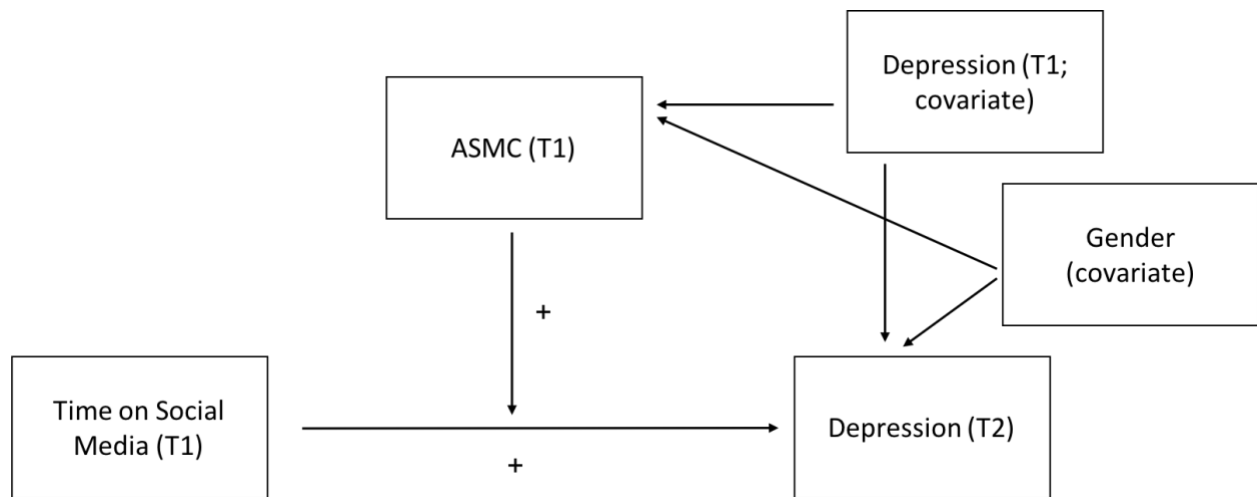 Depression (T1;
covariate)
ASMC (T1)
Gender
(covariate)
+
Time on Social
Media (T1)
Depression (T2)
+